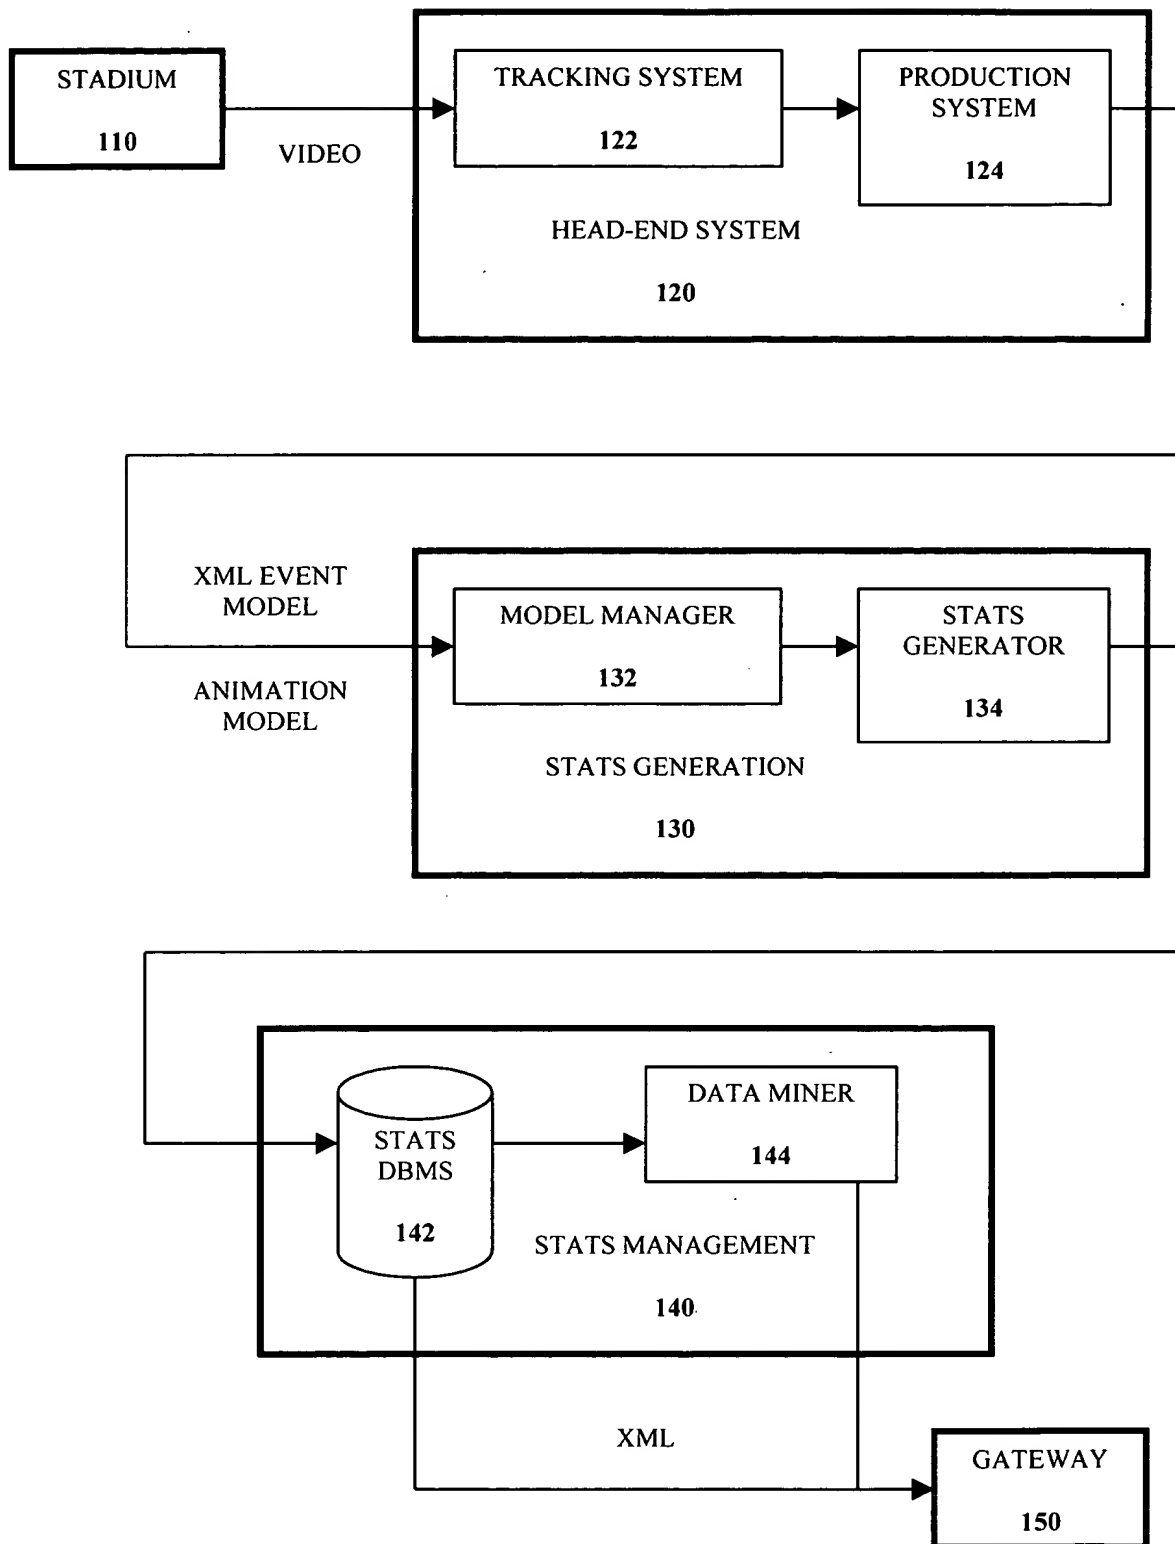 STADIUM
110
VIDEO
TRACKING SYSTEM
122
PRODUCTION
SYSTEM
124
HEAD-END SYSTEM
120
XML EVENT
MODEL
ANIMATION
MODEL
MODEL MANAGER
132
STATS
GENERATOR
134
STATS GENERATION
130
STATS
DBMS
142
DATA MINER
144
STATS MANAGEMENT
140
XML
GATEWAY
150